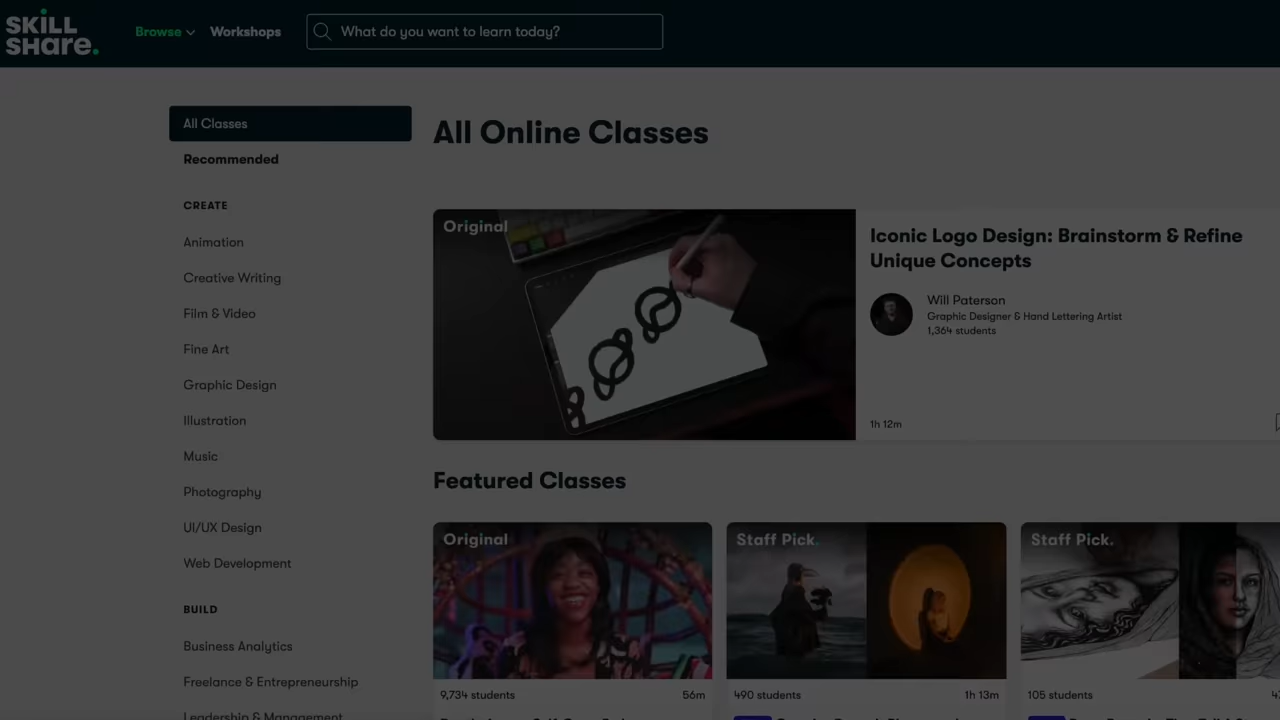 SKILL
SHARE.
Browse
Workshops
What do you want to learn today?
All Classes
Recommended
CREATE
Animation
Creative Writing
Film & Video
Fine Art
Graphic Design
Illustration
Music
Photography
UI/UX Design
Web Development
BUILD
Business Analytics
Freelance & Entrepreneurship
Leadership & Management
All Online Classes
Original
Iconic Logo Design: Brainstorm & Refine
Unique Concepts
Will Paterson
Graphic Designer & Hand Lettering Artist
1,364 students
1h 12m
Featured Classes
Original
9,734 students
56m
Staff Pick.
490 students
1h 13m
Staff Pick.
105 students